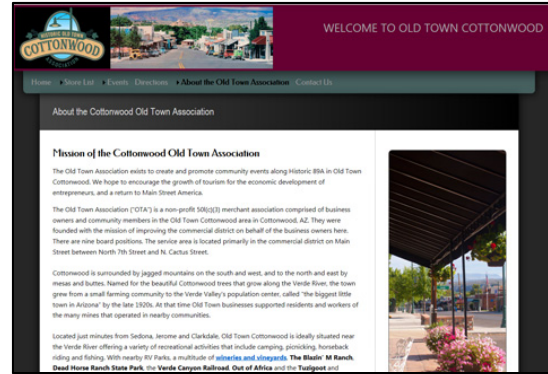 HISTORIC OLD TOWN
COTTONWOOD
ASSOCIATION
WELCOME TO OLD TOWN COTTONWOOD
Home Store List Events Directions About the Old Town Association Contact Us
About the Cottonwood Old Town Association
Mission of the Cottonwood Old Town Association
The Old Town Association exists to create and promote community events along Historic 89A in Old Town
Cottonwood. We hope to encourage the growth of tourism for the economic development of
entrepreneurs, and a return to Main Street America.
The Old Town Association ("OTA") is a non-profit 501(c)(3) merchant association comprised of business
owners and community members in the Old Town Cottonwood area in Cottonwood, AZ. They were
founded with the mission of improving the commercial district on behalf of the business owners here.
There are nine board positions. The service area is located primarily in the commercial district on Main
Street between North 7th Street and N. Cactus Street.
Cottonwood is surrounded by jagged mountains on the south and west, and to the north and east by
mesas and buttes. Named for the beautiful Cottonwood trees that grow along the Verde River, the town
grew from a small farming community to the Verde Valley's population center, called "the biggest little
town in Arizona" by the late 1920s. At that time Old Town businesses supported residents and workers of
the many mines that operated in nearby communities.
Located just minutes from Sedona, Jerome and Clarkdale, Old Town Cottonwood is ideally situated near
the Verde River offering a variety of recreational activities that include camping, picnicking, horseback
riding and fishing. With nearby RV Parks, a multitude of wineries and vineyards, The Blazin' M Ranch,
Dead Horse Ranch State Park, the Verde Canyon Railroad, Out of Africa and the Tuzigoot and